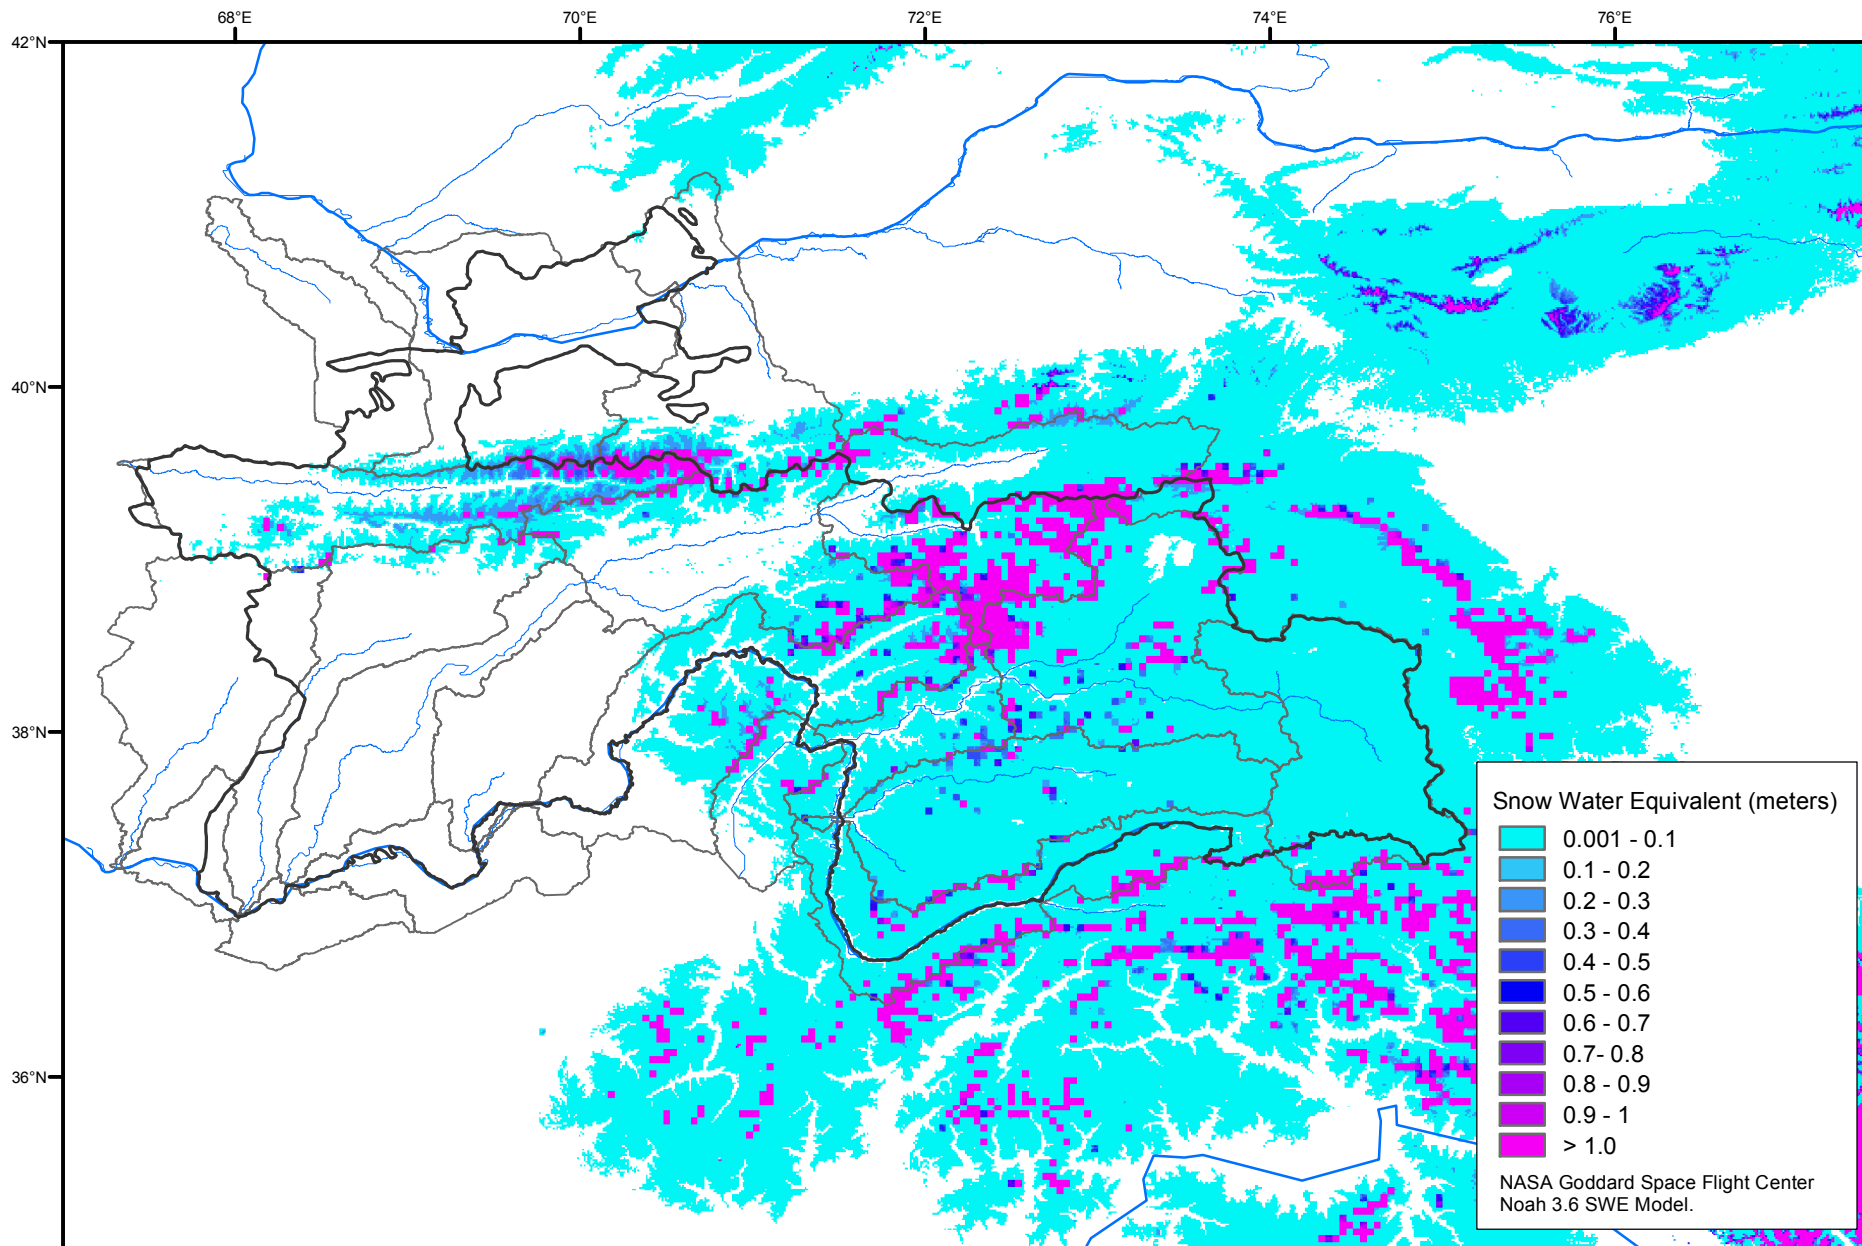 68°E
70°E
72°E
74°E
76°E
42°N
40°N
38°N
36°N
Snow Water Equivalent (meters)
0.001 - 0.1
0.1 - 0.2
0.2 - 0.3
0.3 - 0.4
0.4 - 0.5
0.5 - 0.6
0.6 - 0.7
0.7- 0.8
0.8 - 0.9
0.9 - 1
> 1.0
NASA Goddard Space Flight Center
Noah 3.6 SWE Model.